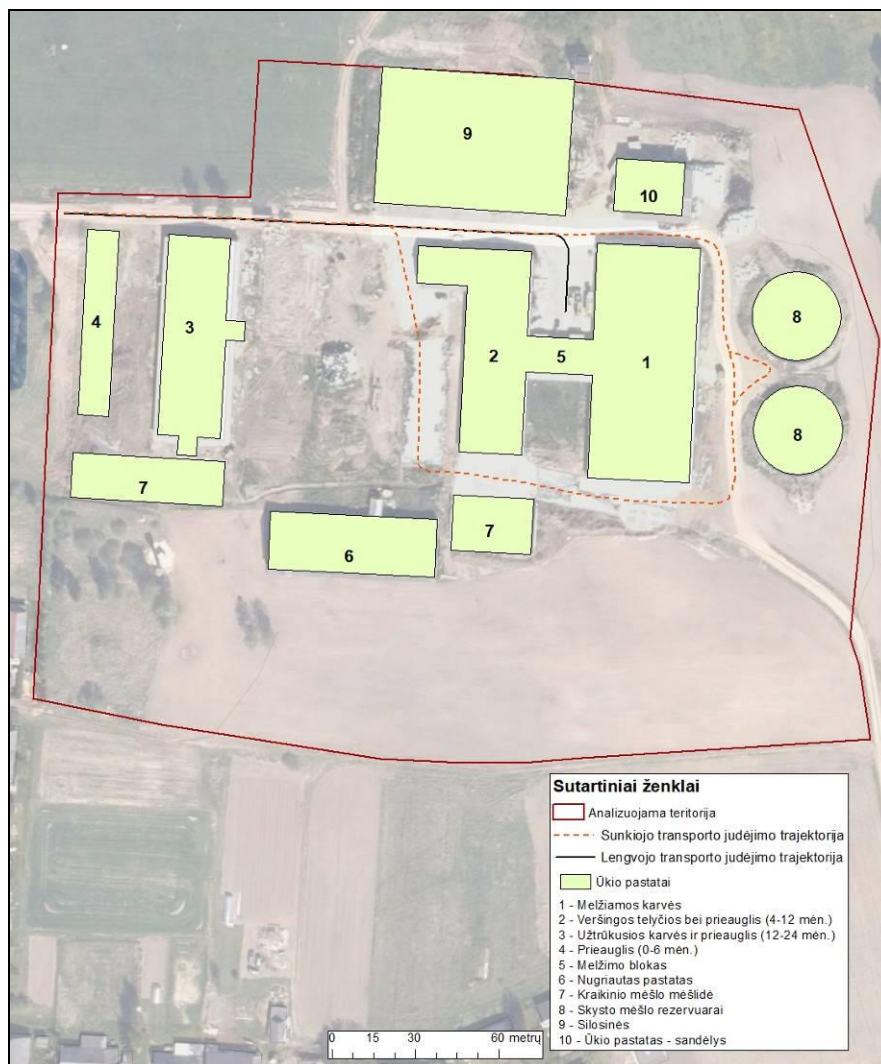 9
10
8
4
3
2
5
1
8
7
7
6
Sutartiniai ženklai
Analizuojama teritorija
Sunkiojo transporto judėjimo trajektorija
Lengvojo transporto judėjimo trajektorija
Ūkio pastatai
1 - Melžiamos karvės
2 - Veršingos telyčios bei prieauglis (4-12 mėn.)
3 - Užtrūkusios karvės ir prieauglis (12-24 mėn.)
4 - Prieauglis (0-6 mėn.)
5 - Melžimo blokas
6 - Nugriautas pastatas
7 - Kraikinio mėšlo mėšlidė
8 - Skysto mėšlo rezervuarai
9 - Silosinės
10 - Ūkio pastatas - sandėlys
0 15 30 60 metrų